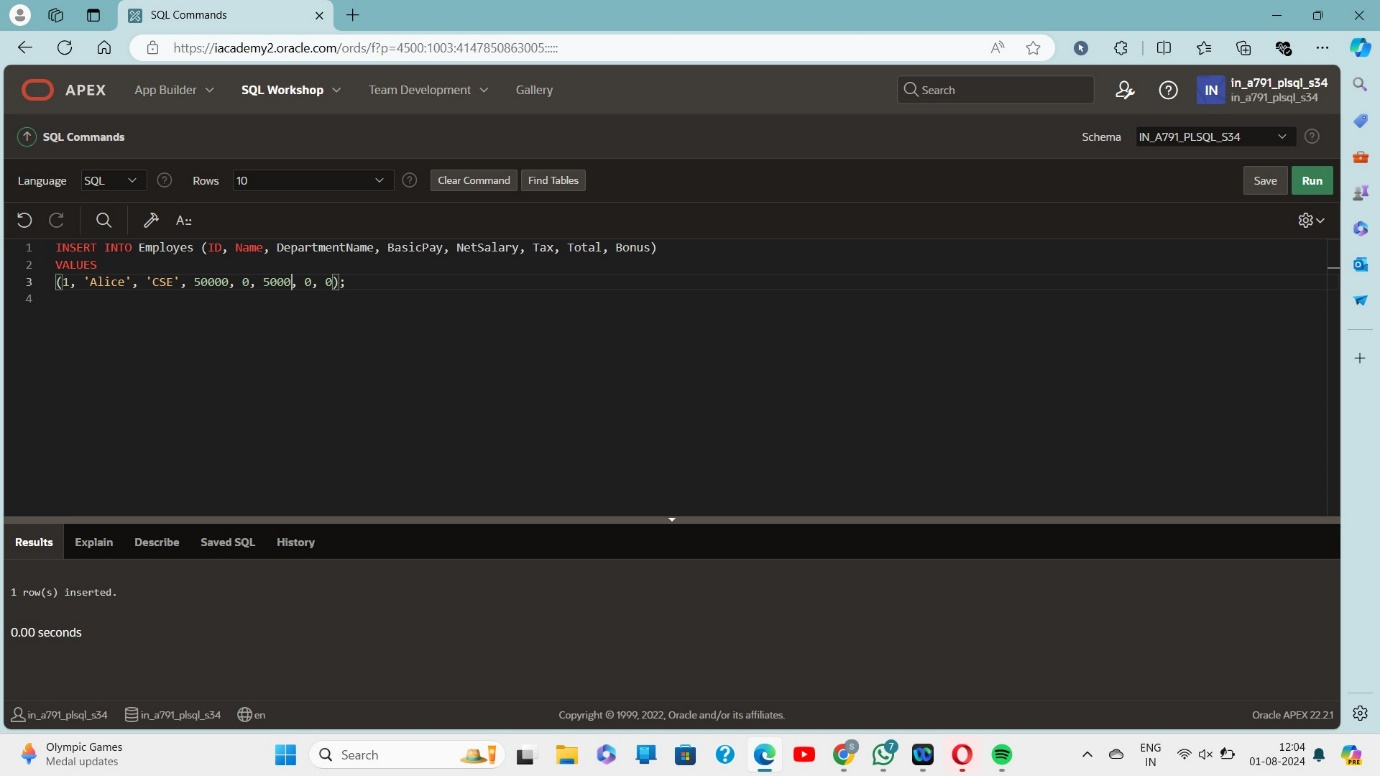 SQL Commands
https://iacademy2.oracle.com/ords/f?p=4500:1003:4147850863005:::::
APEX App Builder SQL Workshop Team Development Gallery Search IN in_a791_plsql_s34
in_a791_plsql_s34
SQL Commands Schema IN_A791_PLSQL_S34
Language SQL Rows 10 Clear Command Find Tables Save Run
A::
1 INSERT INTO Employes (ID, Name, DepartmentName, BasicPay, NetSalary, Tax, Total, Bonus)
2 VALUES
3 (1, 'Alice', 'CSE', 50000, 0, 5000, 0, 0);
4
Results Explain Describe Saved SQL History
1 row(s) inserted.
0.00 seconds
in_a791_plsql_s34 in_a791_plsql_s34 en Copyright © 1999, 2022, Oracle and/or its affiliates. Oracle APEX 22.2.1
Olympic Games
Medal updates
Search
S
7
ENG
IN
12:04
01-08-2024
PRE